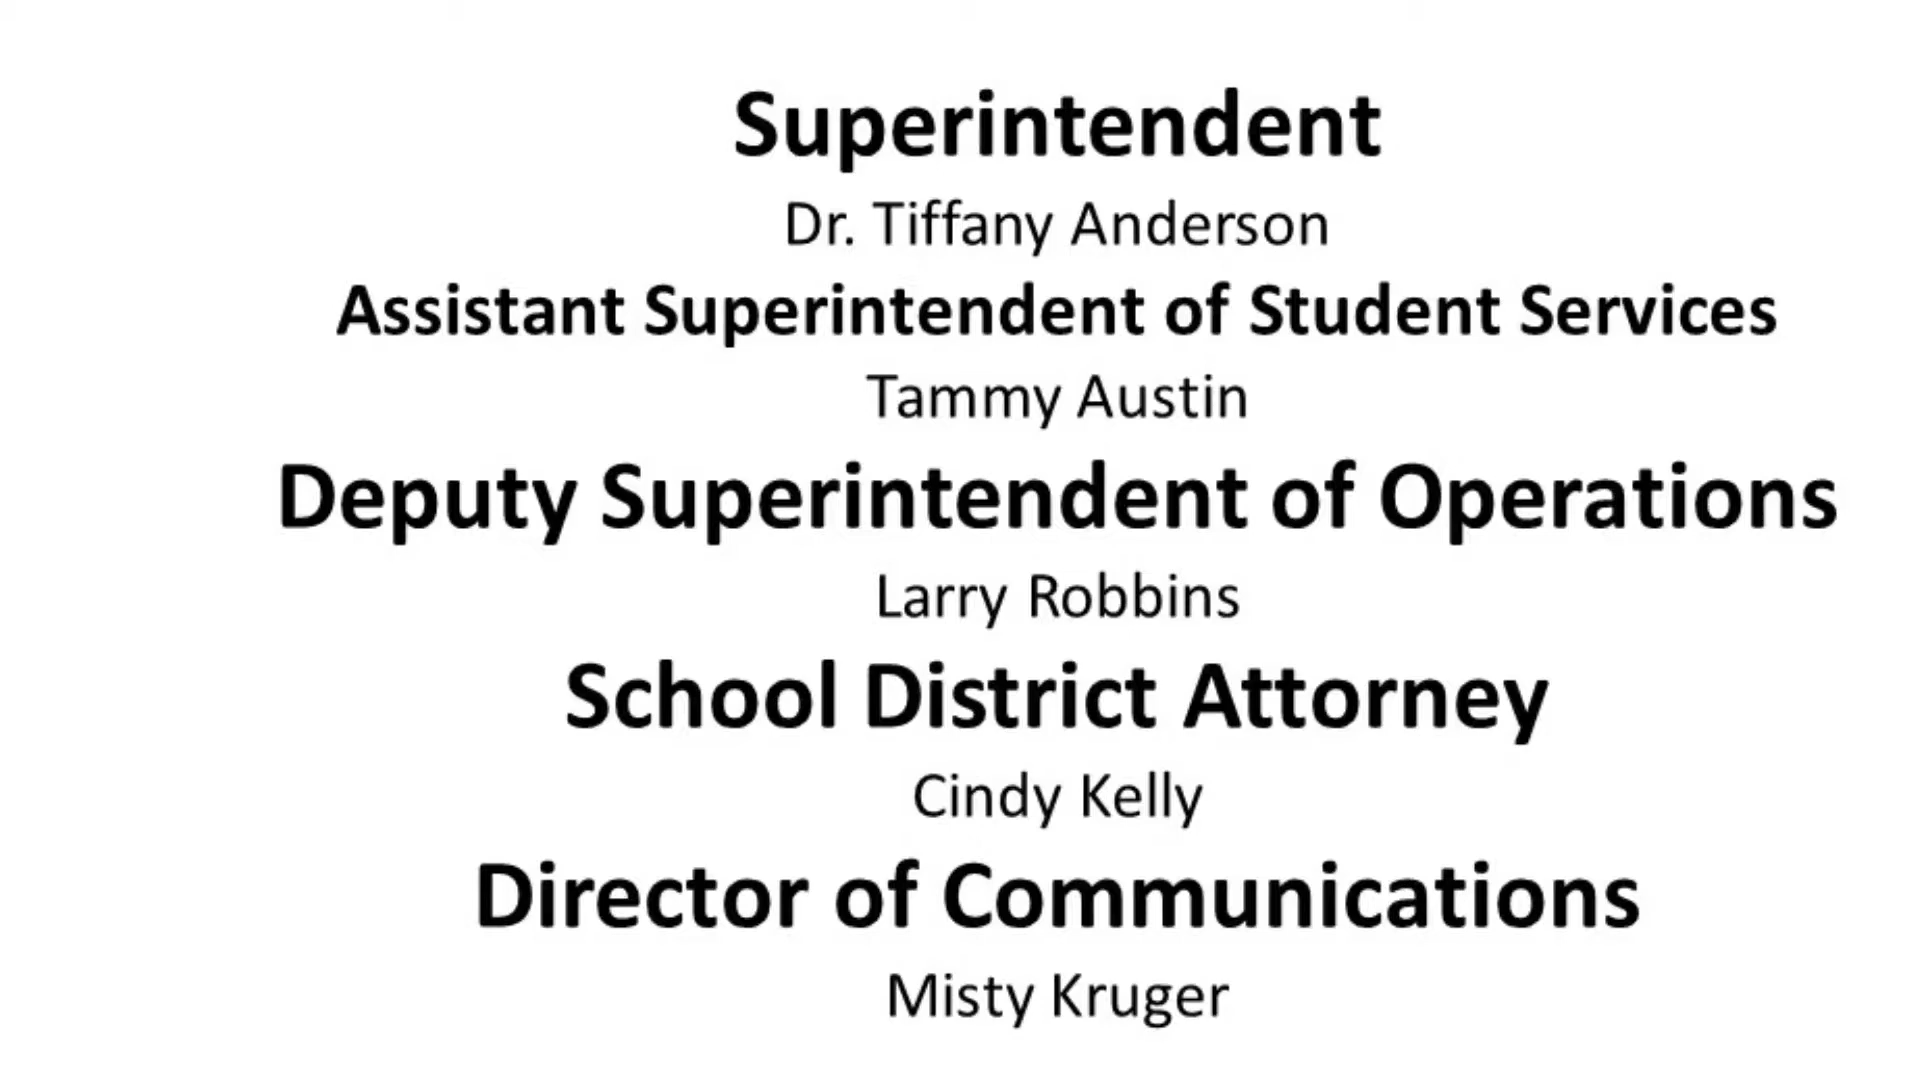 Superintendent
Dr. Tiffany Anderson
Assistant Superintendent of Student Services
Tammy Austin
Deputy Superintendent of Operations
Larry Robbins
School District Attorney
Cindy Kelly
Director of Communications
Misty Kruger